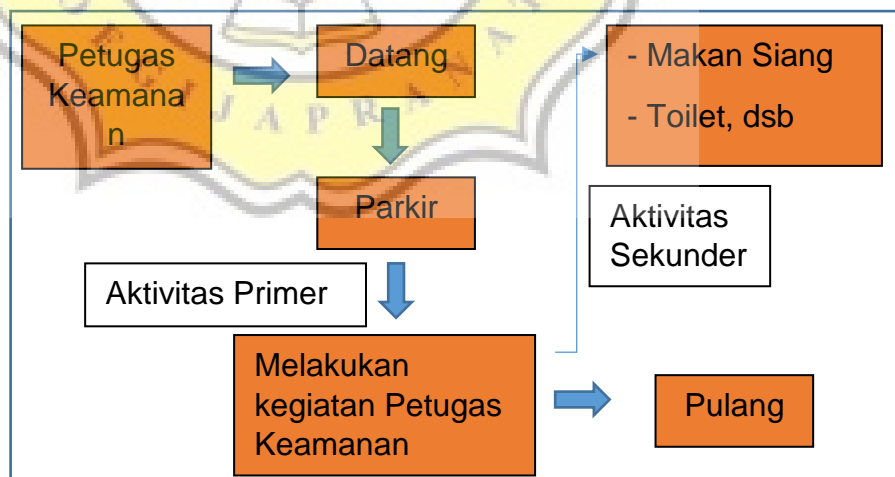 Petugas
Keamana
n
Datang
- Makan Siang
- Toilet, dsb
Parkir
Aktivitas
Sekunder
Aktivitas Primer
Melakukan
kegiatan Petugas
Keamanan
Pulang